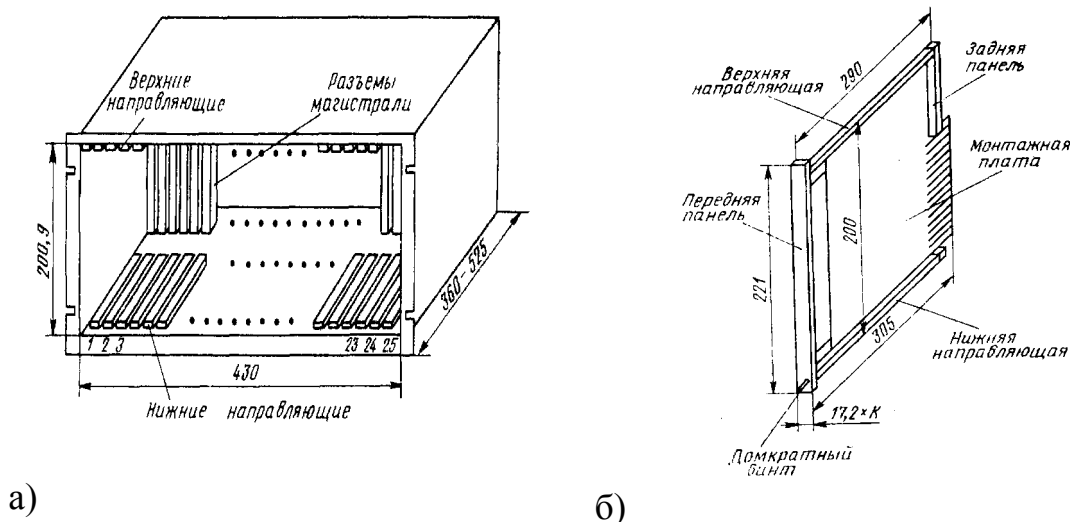 Верхние
направляющие
Разъемы
магистрали
200,9
1 2 3
23 24 25
430
360-525
Нижние направляющие
а)
290
Верхняя
направляющая
Задняя
панель
Монтажная
плата
Передняя
панель
200
221
305
Нижняя
направляющая
17,2×К
Домкратный
винт
б)